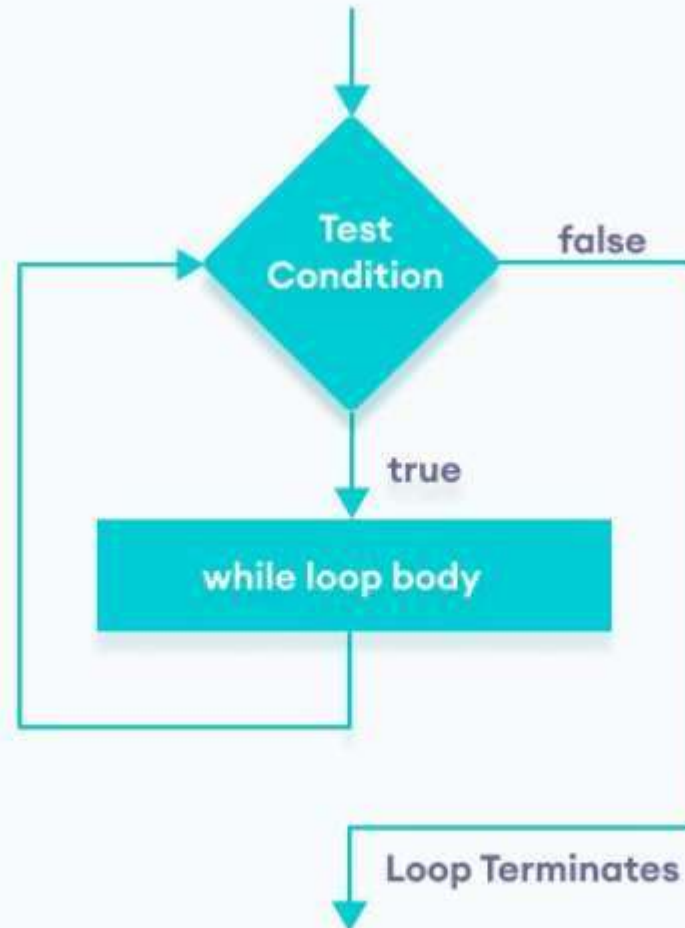 Test
Condition
false
true
while loop body
Loop Terminates